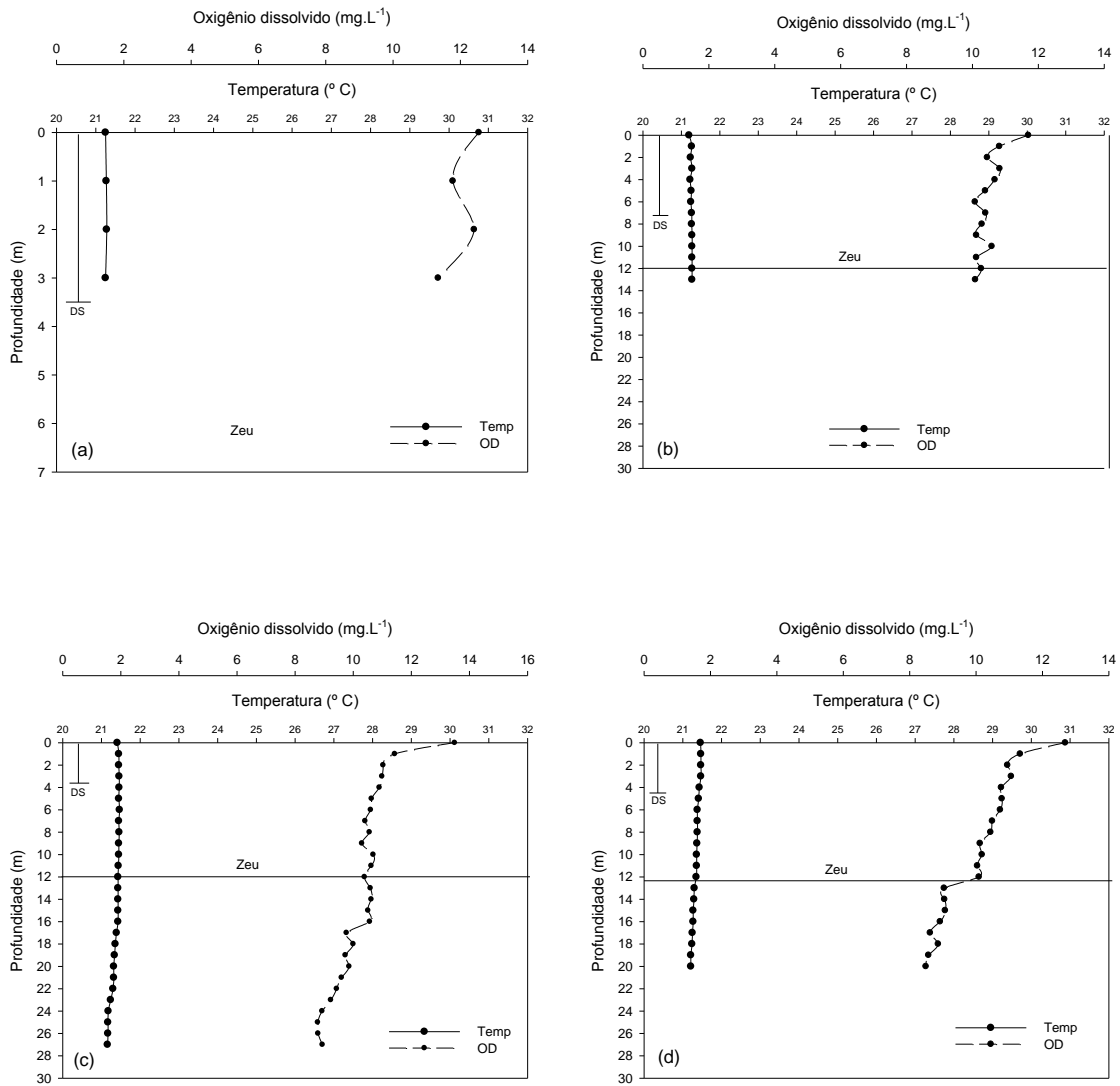 Oxigênio dissolvido (mg.L-1)
0 2 4 6 8 10 12 14
Temperatura (º C)
20 21 22 23 24 25 26 27 28 29 30 31 32
Profundidade (m)
0
1
2
3
4
5
6
7
DS
Zeu
(a)
Temp
OD
Oxigênio dissolvido (mg.L-1)
0 2 4 6 8 10 12 14
Temperatura (º C)
20 21 22 23 24 25 26 27 28 29 30 31 32
Profundidade (m)
0
2
4
6
8
10
12
14
16
18
20
22
24
26
28
30
DS
Zeu
(b)
Temp
OD
Oxigênio dissolvido (mg.L-1)
0 2 4 6 8 10 12 14 16
Temperatura (º C)
20 21 22 23 24 25 26 27 28 29 30 31 32
Profundidade (m)
0
2
4
6
8
10
12
14
16
18
20
22
24
26
28
30
DS
Zeu
(c)
Temp
OD
Oxigênio dissolvido (mg.L-1)
0 2 4 6 8 10 12 14
Temperatura (º C)
20 21 22 23 24 25 26 27 28 29 30 31 32
Profundidade (m)
0
2
4
6
8
10
12
14
16
18
20
22
24
26
28
30
DS
Zeu
(d)
Temp
OD